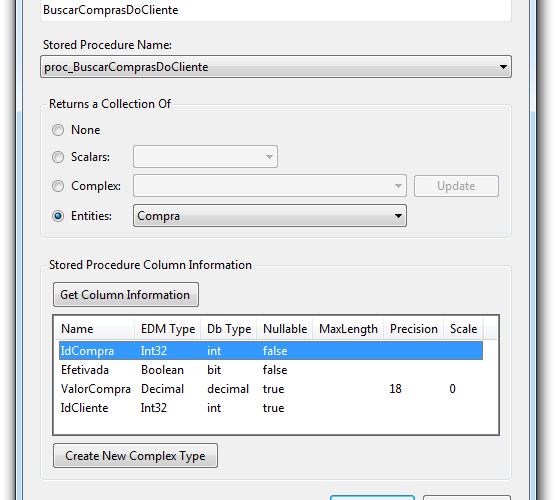 BuscarComprasDoCliente
Stored Procedure Name:
proc_BuscarComprasDoCliente
Returns a Collection Of
None
Scalars:
Complex: Update
Entities: Compra
Stored Procedure Column Information
Get Column Information
Name EDM Type Db Type Nullable MaxLength Precision Scale
IdCompra Int32 int false
Efetivada Boolean bit false
ValorCompra Decimal decimal true 18 0
IdCliente Int32 int true
Create New Complex Type